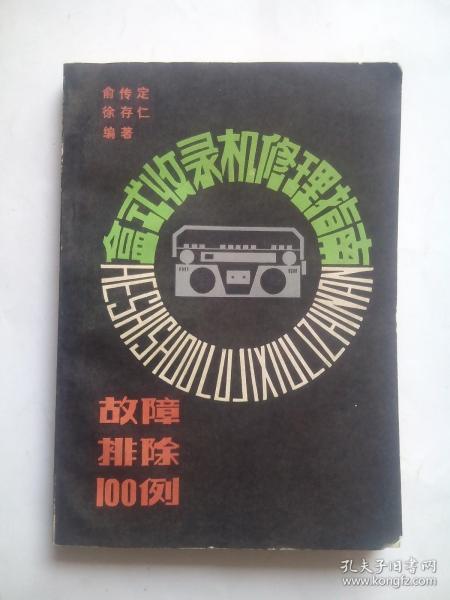 俞传定
徐存仁
编著
盒式收录机修理指南
HESHISHOULUJIXIULIZHINAN
故障
排除
100例
孔夫子旧书网
www.kongfz.com